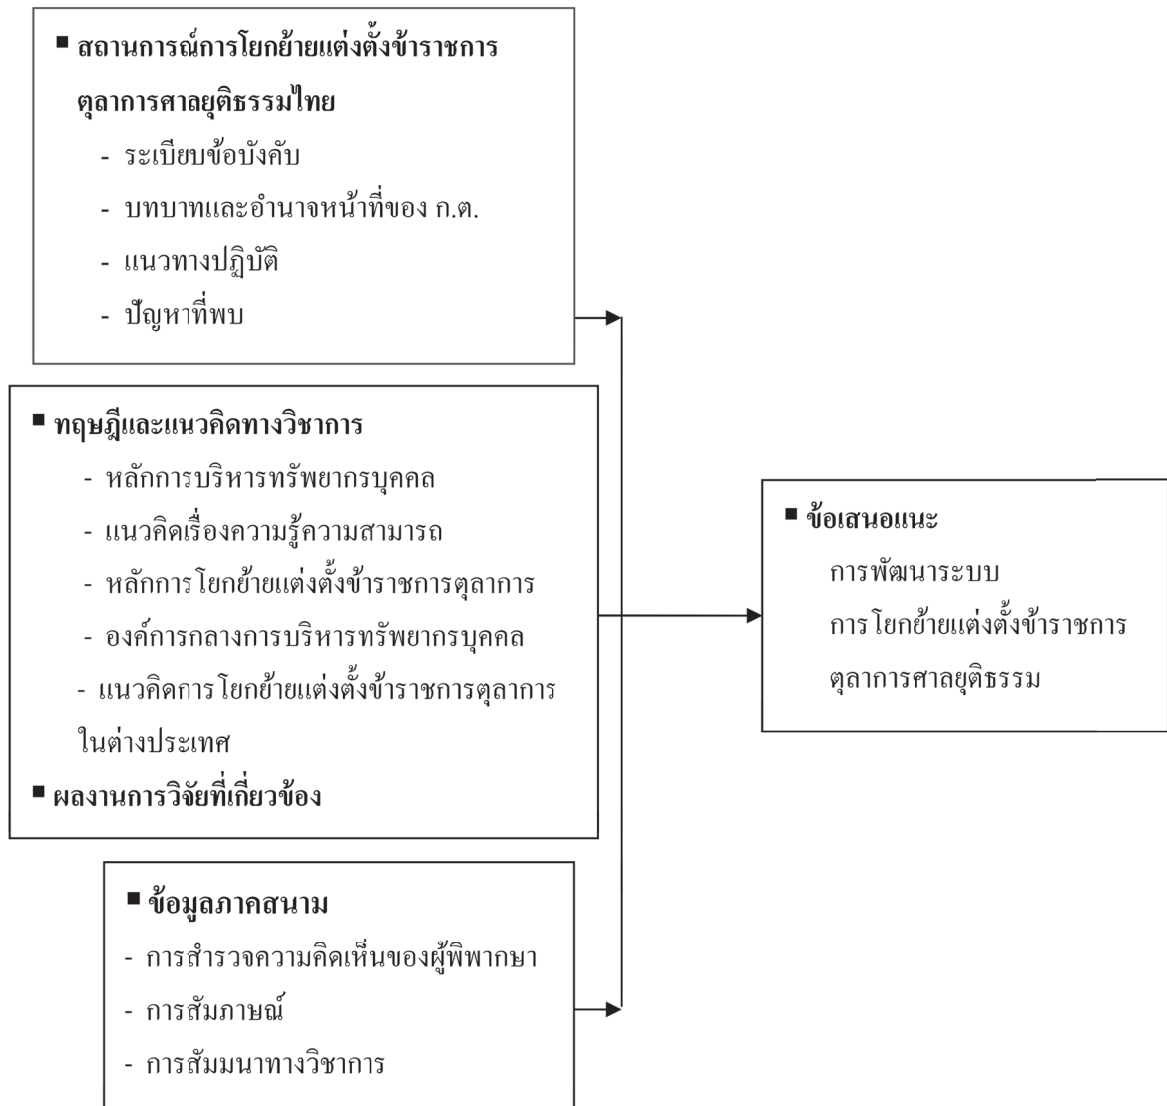 ▪ สถานการณ์การโยกย้ายแต่งตั้งข้าราชการ
ตุลาการศาลยุติธรรมไทย
- ระเบียบข้อบังคับ
- บทบาทและอำนาจหน้าที่ของ ก.ต.
- แนวทางปฏิบัติ
- ปัญหาที่พบ
▪ ทฤษฎีและแนวคิดทางวิชาการ
- หลักการบริหารทรัพยากรบุคคล
- แนวคิดเรื่องความรู้ความสามารถ
- หลักการโยกย้ายแต่งตั้งข้าราชการตุลาการ
- องค์การกลางการบริหารทรัพยากรบุคคล
- แนวคิดการโยกย้ายแต่งตั้งข้าราชการตุลาการ
ในต่างประเทศ
▪ ผลงานการวิจัยที่เกี่ยวข้อง
▪ ข้อมูลภาคสนาม
- การสำรวจความคิดเห็นของผู้พิพากษา
- การสัมภาษณ์
- การสัมมนาทางวิชาการ
▪ ข้อเสนอแนะ
การพัฒนาระบบ
การโยกย้ายแต่งตั้งข้าราชการ
ตุลาการศาลยุติธรรม